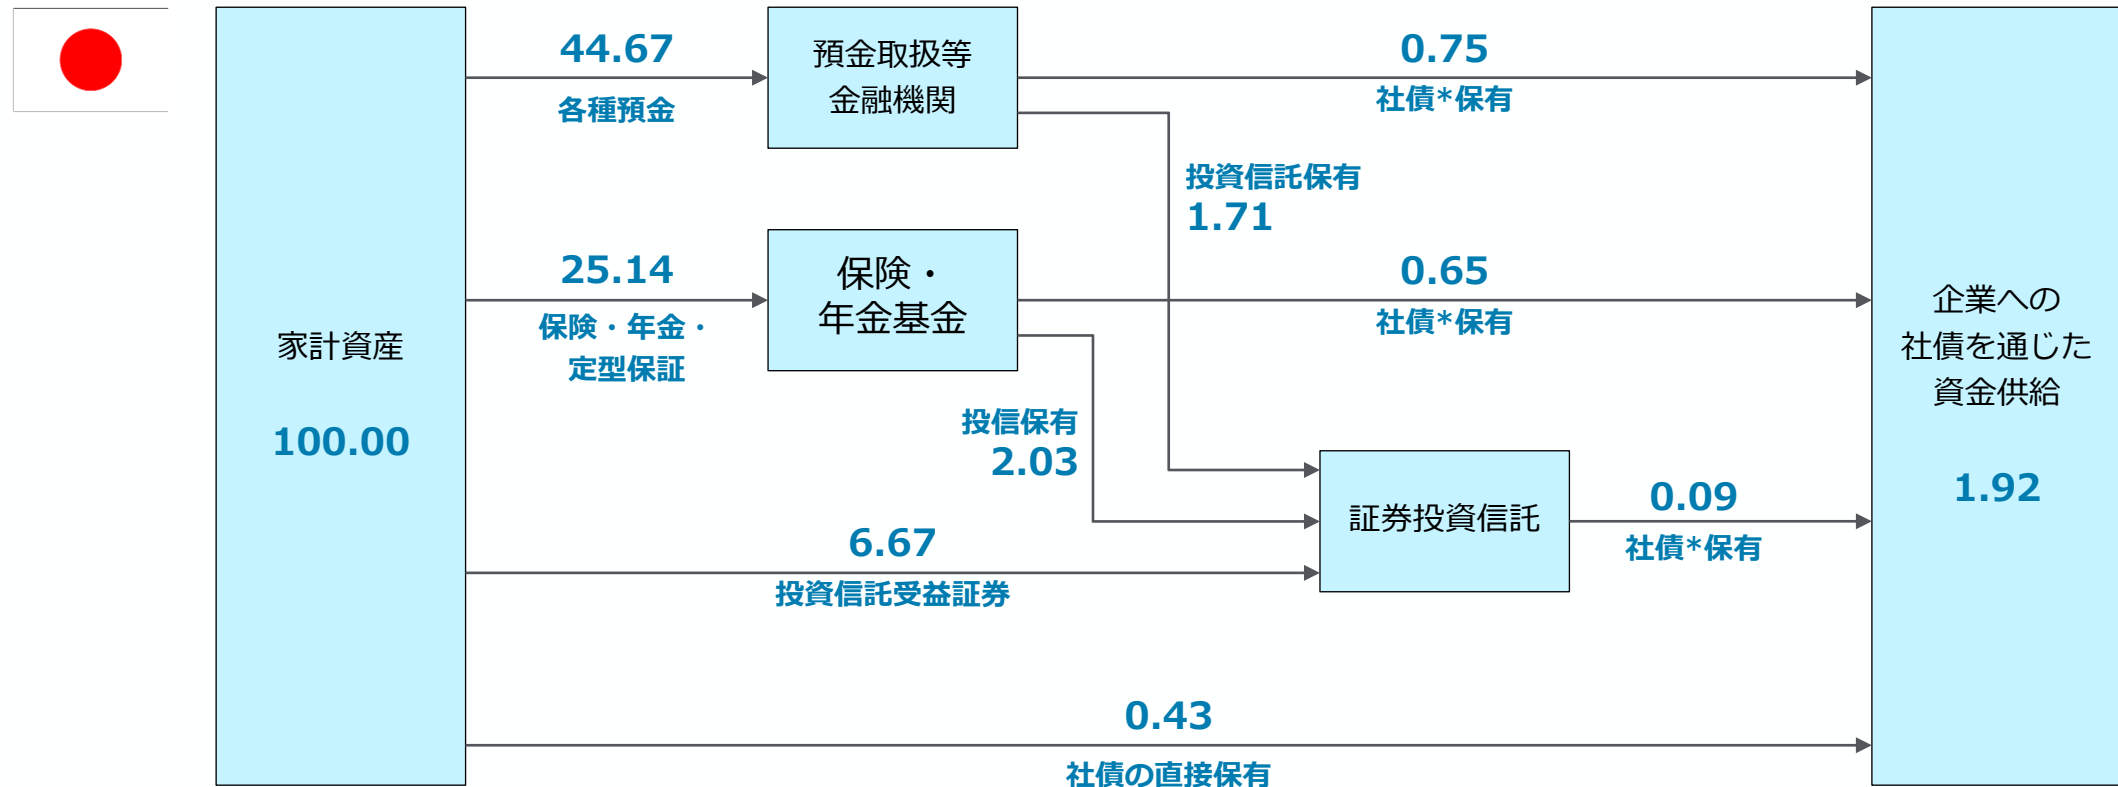 家計資産
100.00
44.67
各種預金
預金取扱等
金融機関
0.75
社債*保有
投資信託保有
1.71
25.14
保険・年金・
定型保証
保険・
年金基金
0.65
社債*保有
投信保有
2.03
6.67
投資信託受益証券
証券投資信託
0.09
社債*保有
0.43
社債の直接保有
企業への
社債を通じた
資金供給
1.92